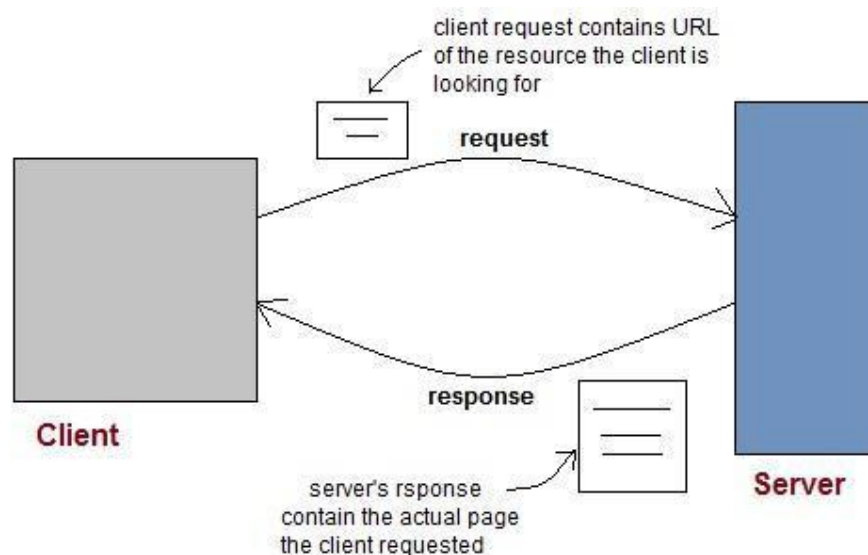 client request contains URL
of the resource the client is
looking for
request
response
Client
server's rsponse
contain the actual page
the client requested
Server